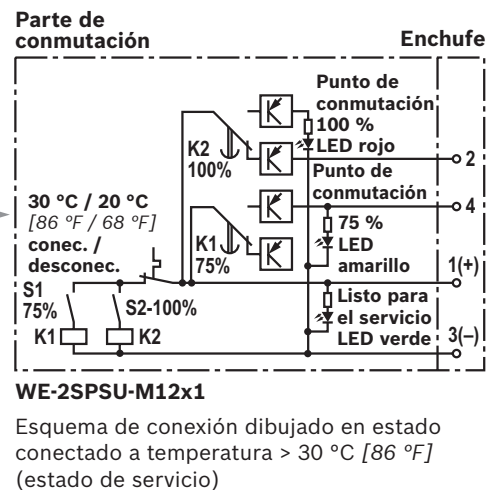 Parte de
conmutación
Enchufe
Punto de
conmutación
100 %
LED rojo
K2
100%
2
Punto de
conmutación
4
30 °C / 20 °C
[86 °F / 68 °F]
conec. /
desconec.
K1
75%
75 %
LED
amarillo
1(+)
S1
75%
S2-100%
Listo para
el servicio
LED verde
K1
K2
3(–)
WE-2SPSU-M12x1
Esquema de conexión dibujado en estado
conectado a temperatura > 30 °C [86 °F]
(estado de servicio)